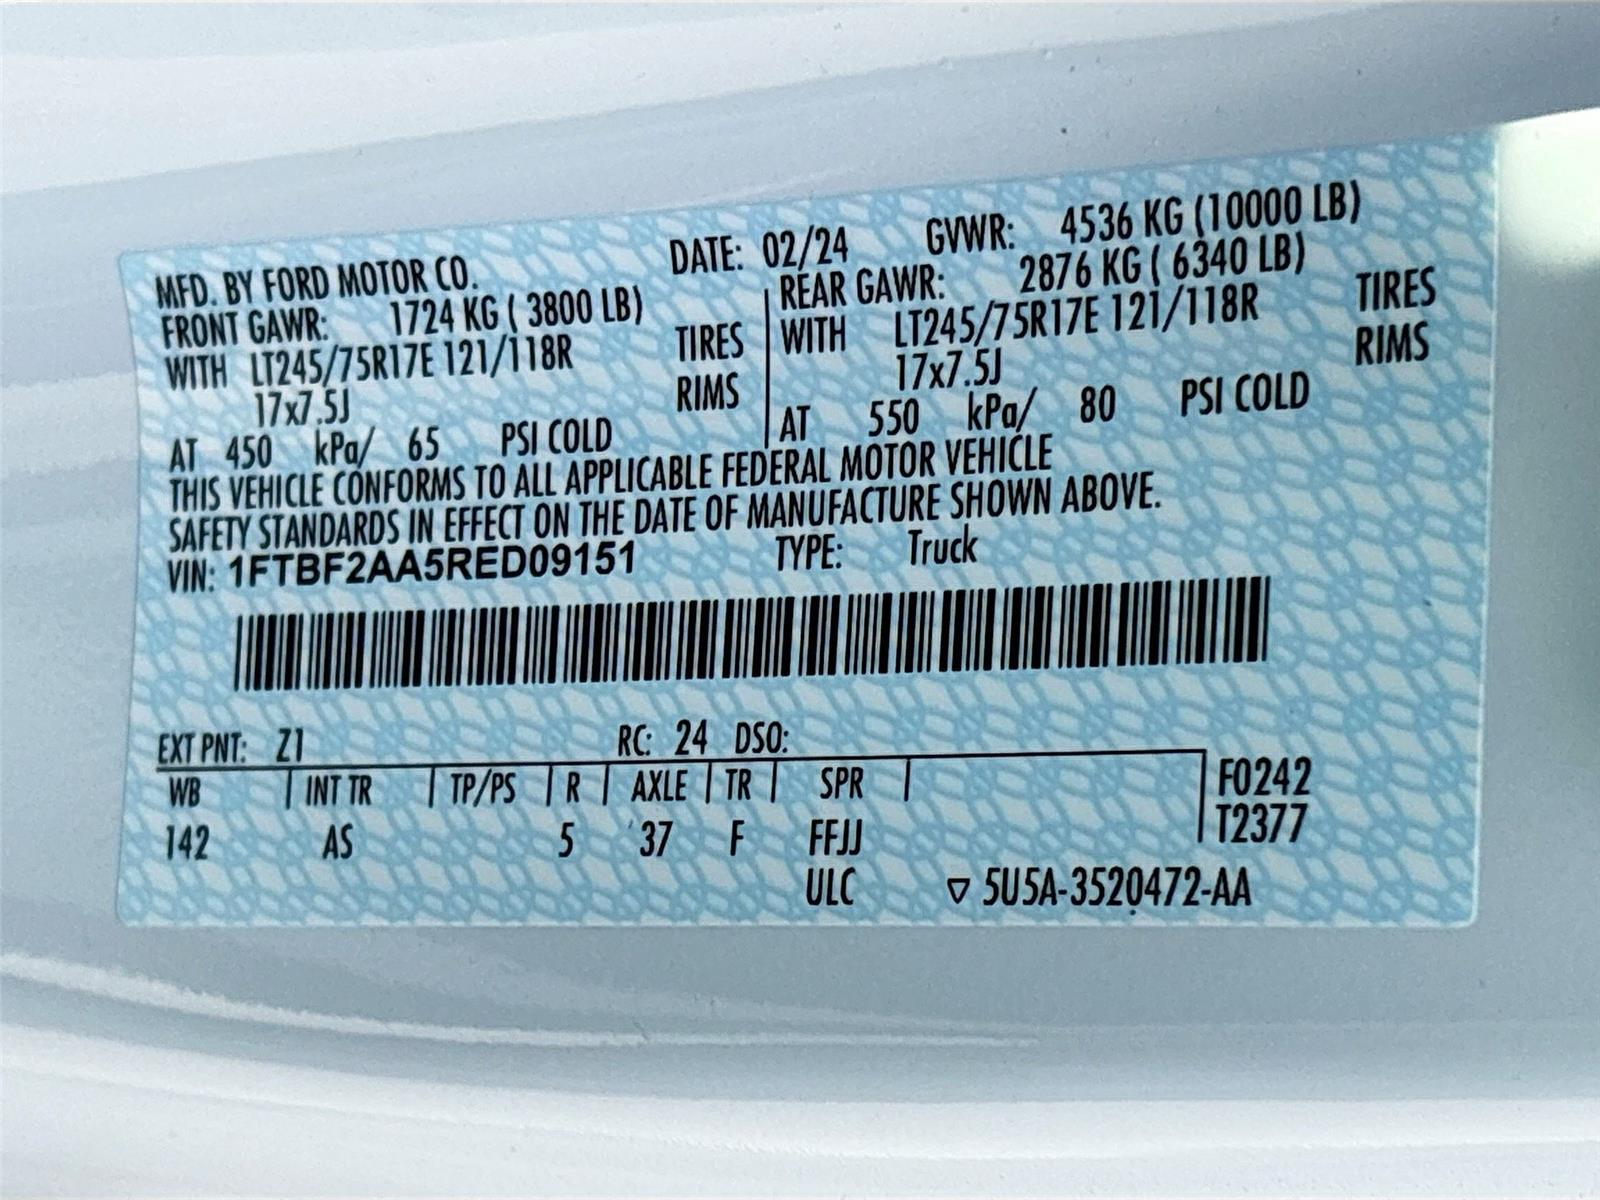 MFD. BY FORD MOTOR CO. DATE: 02/24 GVWR: 4536 KG (10000 LB)
FRONT GAWR: 1724 KG ( 3800 LB)
WITH LT245/75R17E 121/118R TIRES
17x7.5J RIMS
AT 450 kPa/ 65 PSI COLD
REAR GAWR: 2876 KG ( 6340 LB)
WITH LT245/75R17E 121/118R TIRES
17x7.5J RIMS
AT 550 kPa/ 80 PSI COLD
THIS VEHICLE CONFORMS TO ALL APPLICABLE FEDERAL MOTOR VEHICLE
SAFETY STANDARDS IN EFFECT ON THE DATE OF MANUFACTURE SHOWN ABOVE.
VIN: 1FTBF2AA5RED09151 TYPE: Truck
EXT PNT: Z1 RC: 24 DSO:
WB INT TR TP/PS R AXLE TR SPR F0242
142 AS 5 37 F FFJJ T2377
ULC ▽ 5U5A-3520472-AA